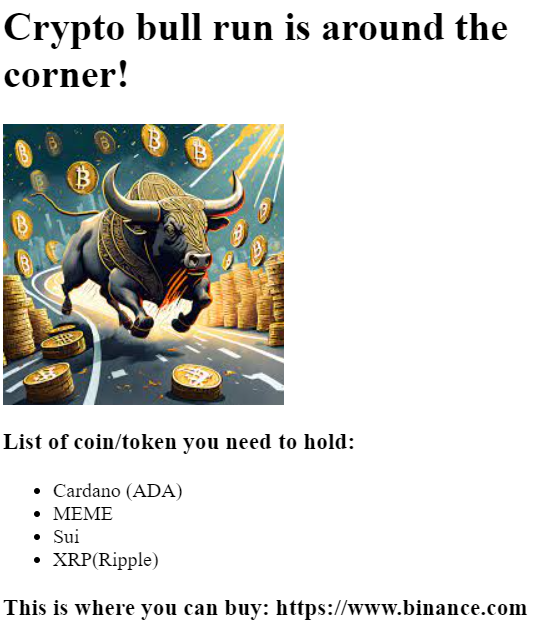 Crypto bull run is around the
corner!
List of coin/token you need to hold:
Cardano (ADA)
MEME
Sui
XRP(Ripple)
This is where you can buy: https://www.binance.com